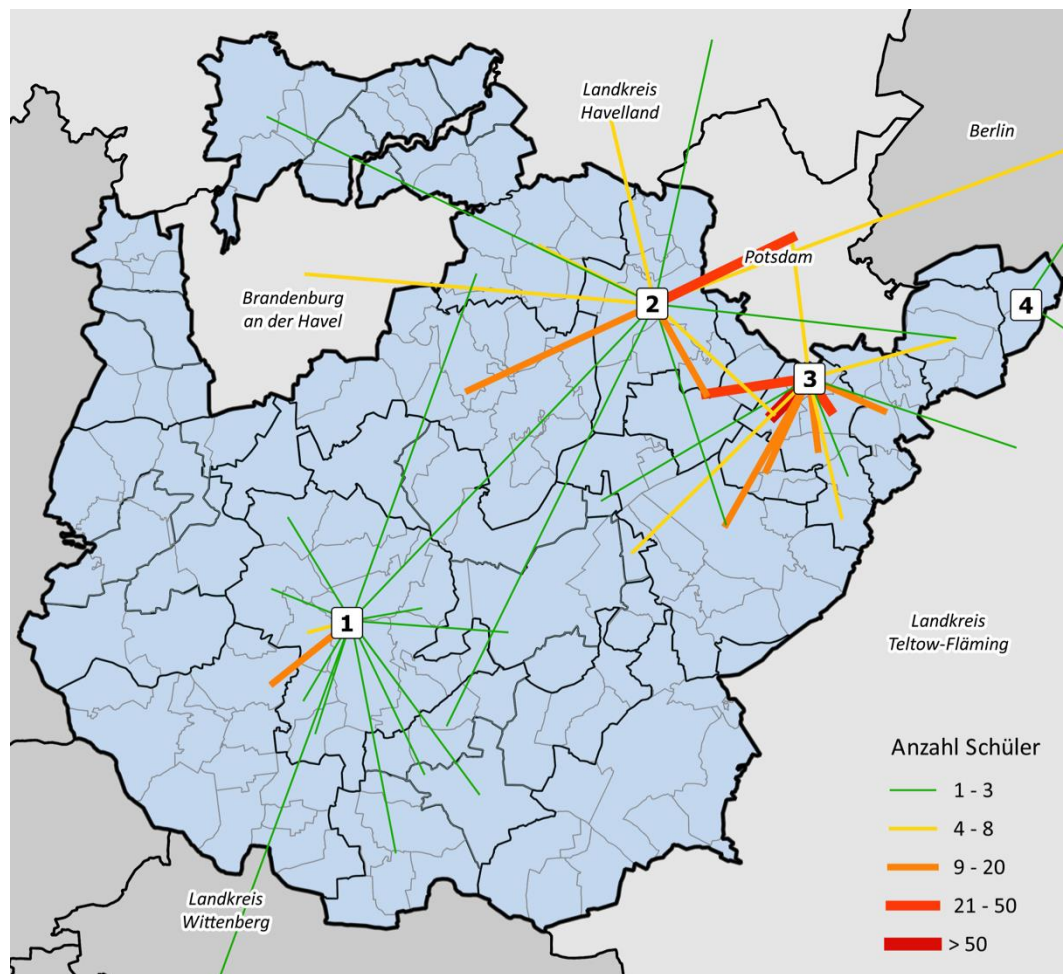 Landkreis
Havelland
Berlin
Potsdam
Brandenburg
an der Havel
2
4
3
1
Landkreis
Teltow-Fläming
Landkreis
Wittenberg
Anzahl Schüler
1 - 3
4 - 8
9 - 20
21 - 50
> 50